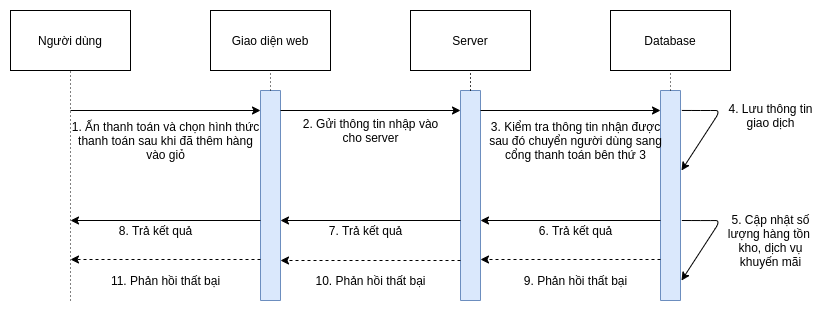 Người dùng
Giao diện web
Server
Database
1. Ấn thanh toán và chọn hình thức
thanh toán sau khi đã thêm hàng
vào giỏ
2. Gửi thông tin nhập vào
cho server
3. Kiểm tra thông tin nhận được
sau đó chuyển người dùng sang
cổng thanh toán bên thứ 3
4. Lưu thông tin
giao dịch
5. Cập nhật số
lượng hàng tồn
kho, dịch vụ
khuyến mãi
8. Trả kết quả
7. Trả kết quả
6. Trả kết quả
11. Phản hồi thất bại
10. Phản hồi thất bại
9. Phản hồi thất bại